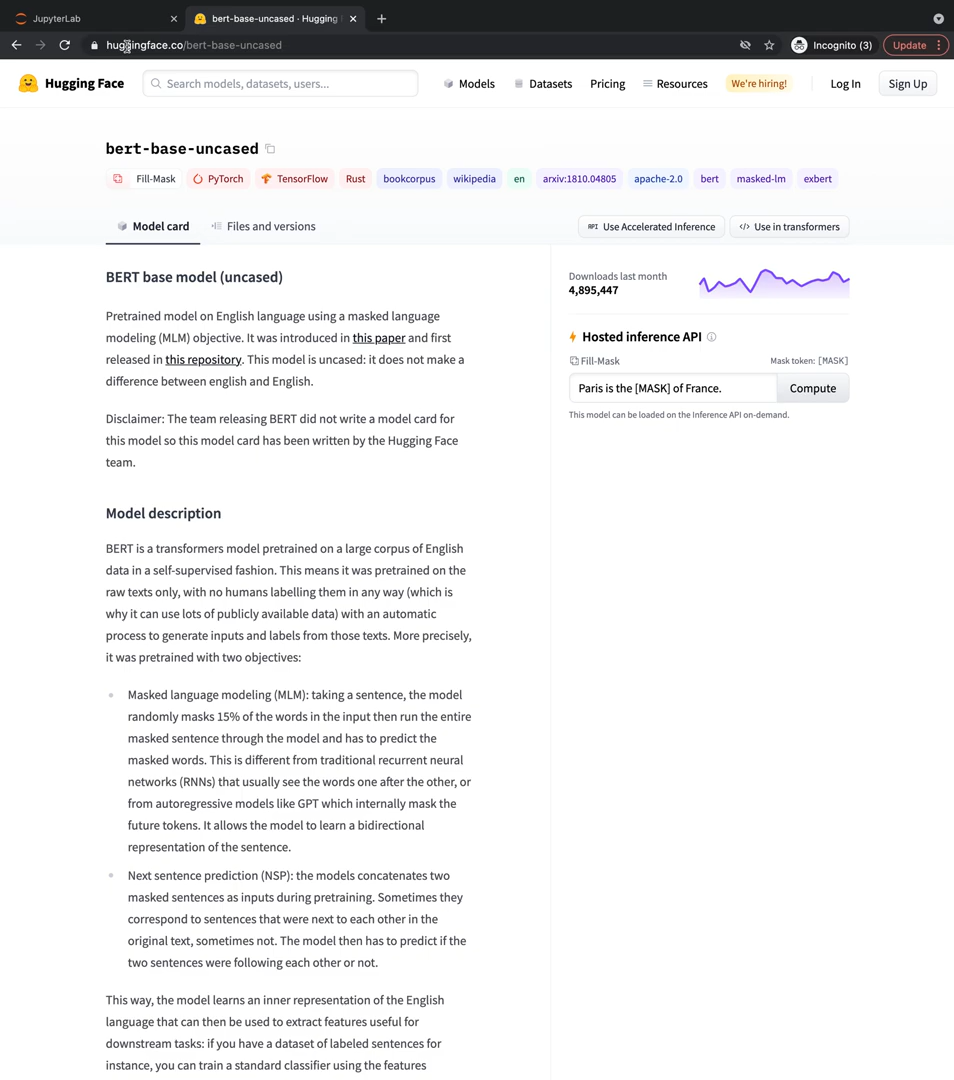 JupyterLab
bert-base-uncased · Hugging
huggingface.co/bert-base-uncased
Incognito (3)
Update
Hugging Face
Search models, datasets, users...
Models
Datasets
Pricing
Resources
We're hiring!
Log In
Sign Up
bert-base-uncased
Fill-Mask PyTorch TensorFlow Rust bookcorpus wikipedia en arxiv:1810.04805 apache-2.0 bert masked-lm exbert
Model card
Files and versions
API Use Accelerated Inference
</> Use in transformers
BERT base model (uncased)
Pretrained model on English language using a masked language
modeling (MLM) objective. It was introduced in this paper and first
released in this repository. This model is uncased: it does not make a
difference between english and English.
Disclaimer: The team releasing BERT did not write a model card for
this model so this model card has been written by the Hugging Face
team.
Model description
BERT is a transformers model pretrained on a large corpus of English
data in a self-supervised fashion. This means it was pretrained on the
raw texts only, with no humans labelling them in any way (which is
why it can use lots of publicly available data) with an automatic
process to generate inputs and labels from those texts. More precisely,
it was pretrained with two objectives:
Masked language modeling (MLM): taking a sentence, the model
randomly masks 15% of the words in the input then run the entire
masked sentence through the model and has to predict the
masked words. This is different from traditional recurrent neural
networks (RNNs) that usually see the words one after the other, or
from autoregressive models like GPT which internally mask the
future tokens. It allows the model to learn a bidirectional
representation of the sentence.
Next sentence prediction (NSP): the models concatenates two
masked sentences as inputs during pretraining. Sometimes they
correspond to sentences that were next to each other in the
original text, sometimes not. The model then has to predict if the
two sentences were following each other or not.
This way, the model learns an inner representation of the English
language that can then be used to extract features useful for
downstream tasks: if you have a dataset of labeled sentences for
instance, you can train a standard classifier using the features
Downloads last month
4,895,447
Hosted inference API
Fill-Mask
Mask token: [MASK]
Paris is the [MASK] of France.
Compute
This model can be loaded on the Inference API on-demand.